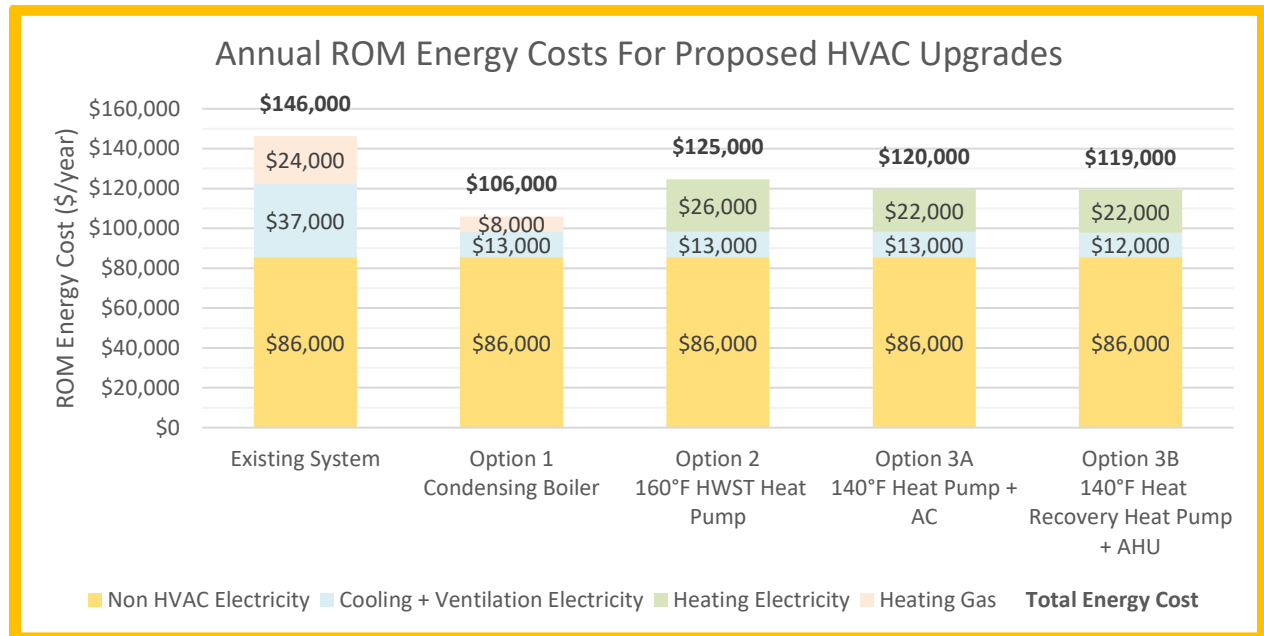 Annual ROM Energy Costs For Proposed HVAC Upgrades
ROM Energy Cost ($/year)
$160,000
$140,000
$120,000
$100,000
$80,000
$60,000
$40,000
$20,000
$0
$146,000
$24,000
$37,000
$86,000
$106,000
$8,000
$13,000
$86,000
$125,000
$26,000
$13,000
$86,000
$120,000
$22,000
$13,000
$86,000
$119,000
$22,000
$12,000
$86,000
Existing System
Option 1
Condensing Boiler
Option 2
160°F HWST Heat
Pump
Option 3A
140°F Heat Pump +
AC
Option 3B
140°F Heat
Recovery Heat Pump
+ AHU
Non HVAC Electricity Cooling + Ventilation Electricity Heating Electricity Heating Gas Total Energy Cost